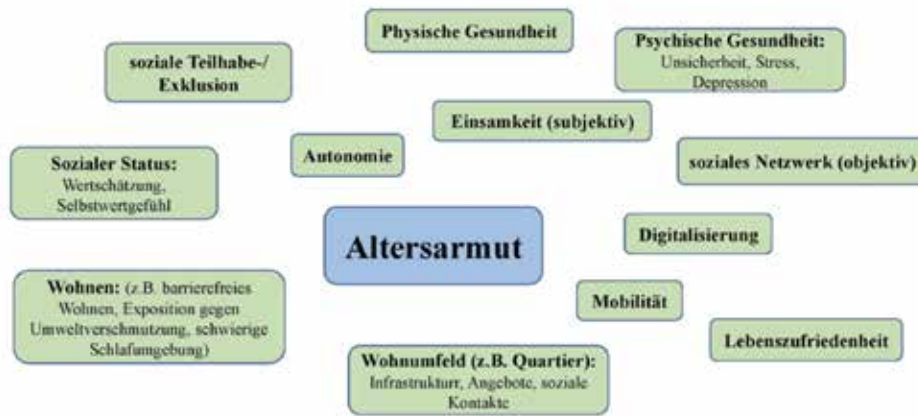 Physische Gesundheit
Psychische Gesundheit:
Unsicherheit, Stress,
Depression
soziale Teilhabe-/
Exklusion
Einsamkeit (subjektiv)
Autonomie
soziales Netzwerk (objektiv)
Sozialer Status:
Wertschätzung,
Selbstwertgefühl
Altersarmut
Digitalisierung
Wohnen: (z.B. barrierefreies
Wohnen, Exposition gegen
Umweltverschmutzung, schwierige
Schlafumgebung)
Mobilität
Lebenszufriedenheit
Wohnumfeld (z.B. Quartier):
Infrastrukturr, Angebote, soziale
Kontakte